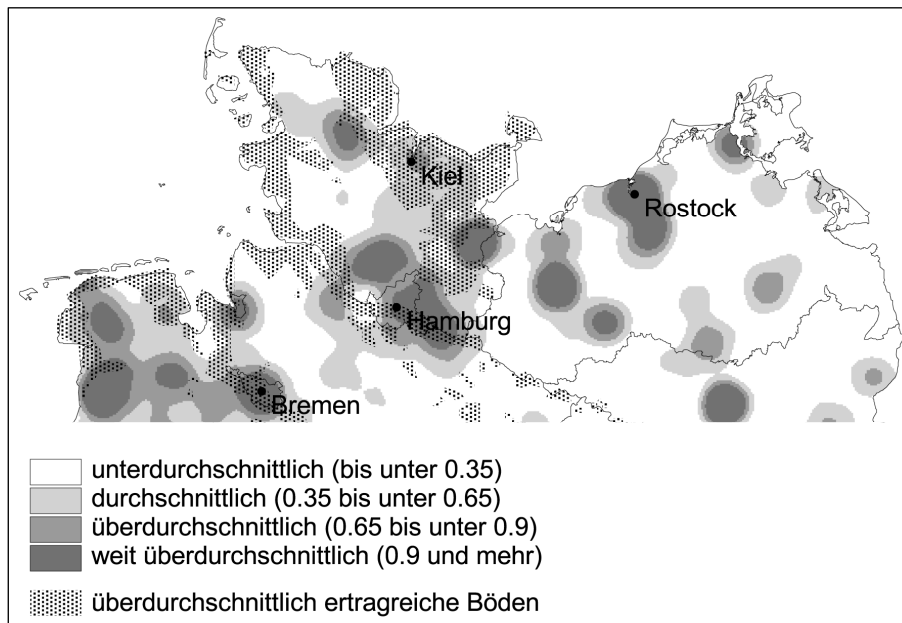 Kiel
Rostock
Hamburg
Bremen
unterdurchschnittlich (bis unter 0.35)
durchschnittlich (0.35 bis unter 0.65)
überdurchschnittlich (0.65 bis unter 0.9)
weit überdurchschnittlich (0.9 und mehr)
überdurchschnittlich ertragreiche Böden